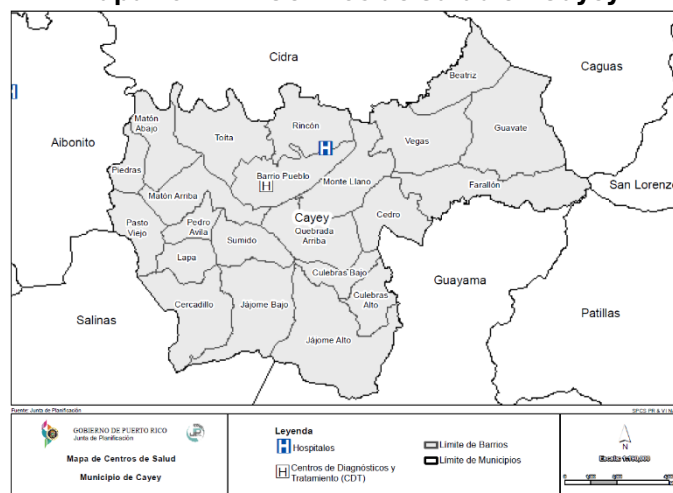 Cidra
Caguas
Beatriz
Matón
Abajo
Toíta
Rincón
Guavate
Aibonito
Vegas
H
Barrio Pueblo
H
Piedras
Monte Llano
Farallón
San Lorenzo
Matón Arriba
Cayey
Cedro
Pasto
Viejo
Pedro
Avila
Sumido
Quebrada
Arriba
Lapa
Culebras Bajo
Guayama
Culebras
Alto
Cercadillo
Jájome Bajo
Salinas
Patillas
Jájome Alto
Fuente: Junta de Planificación
GOBIERNO DE PUERTO RICO
Junta de Planificación
Mapa de Centros de Salud
Municipio de Cayey
Leyenda
H Hospitales
H Centros de Diagnósticos y
Tratamiento (CDT)
Límite de Barrios
Límite de Municipios
N